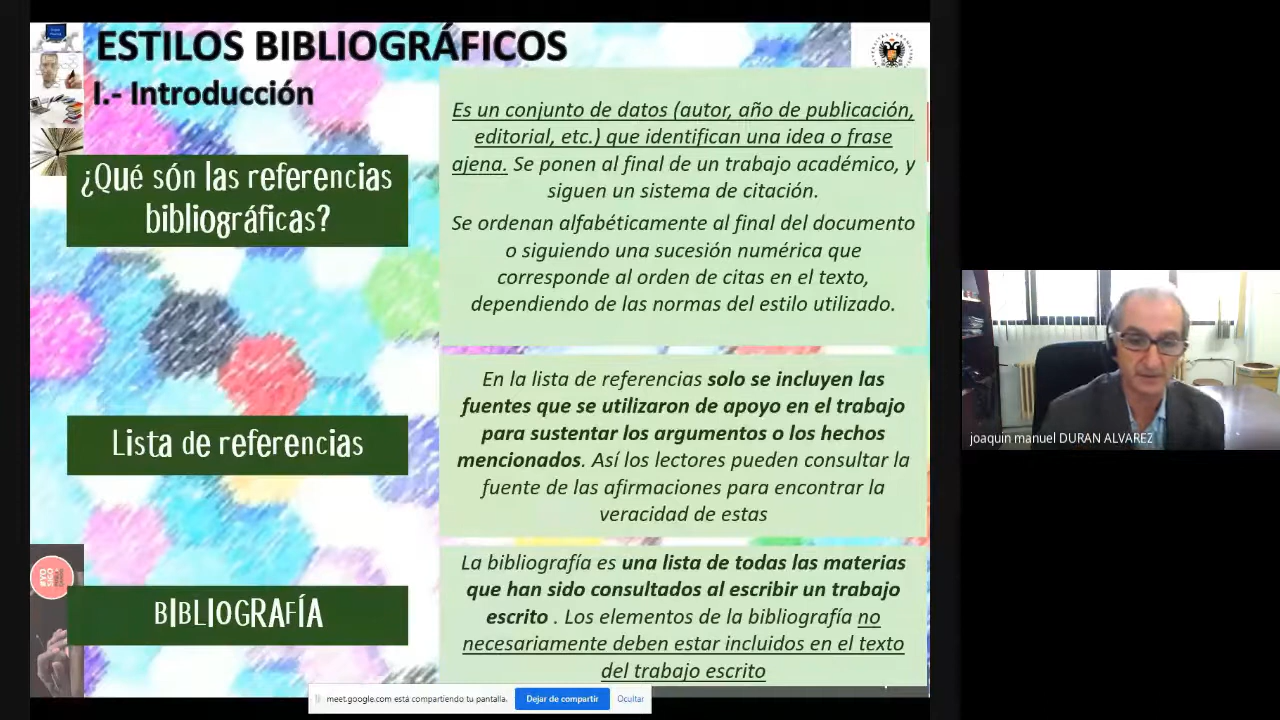 ESTILOS BIBLIOGRÁFICOS
I.- Introducción
¿Qué són las referencias
bibliográficas?
Es un conjunto de datos (autor, año de publicación,
editorial, etc.) que identifican una idea o frase
ajena. Se ponen al final de un trabajo académico, y
siguen un sistema de citación.
Se ordenan alfabéticamente al final del documento
o siguiendo una sucesión numérica que
corresponde al orden de citas en el texto,
dependiendo de las normas del estilo utilizado.
Lista de referencias
En la lista de referencias solo se incluyen las
fuentes que se utilizaron de apoyo en el trabajo
para sustentar los argumentos o los hechos
mencionados. Así los lectores pueden consultar la
fuente de las afirmaciones para encontrar la
veracidad de estas
#YO
SIGO
BIBLIOGRAFÍA
La bibliografía es una lista de todas las materias
que han sido consultados al escribir un trabajo
escrito . Los elementos de la bibliografía no
necesariamente deben estar incluidos en el texto
del trabajo escrito
meet.google.com está compartiendo tu pantalla.
Dejar de compartir
Ocultar
joaquin manuel DURAN ALVAREZ